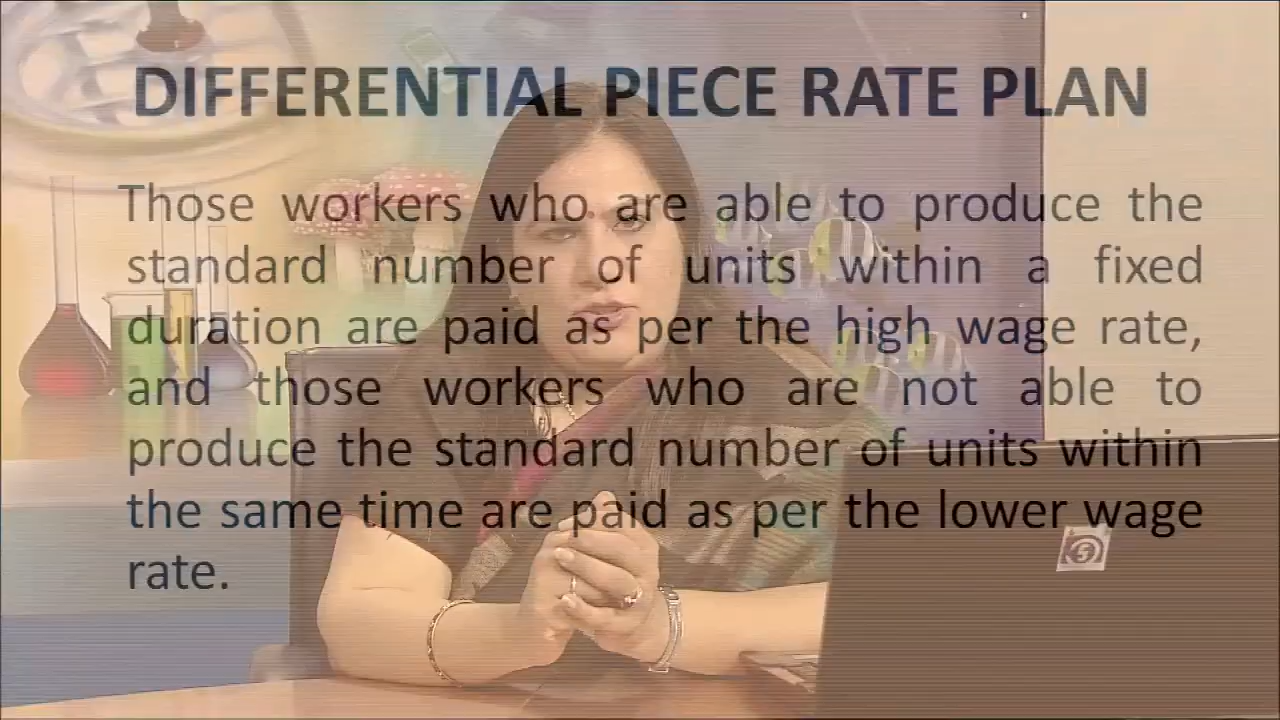 DIFFERENTIAL PIECE RATE PLAN
Those workers who are able to produce the
standard number of units within a fixed
duration are paid as per the high wage rate,
and those workers who are not able to
produce the standard number of units within
the same time are paid as per the lower wage
rate.